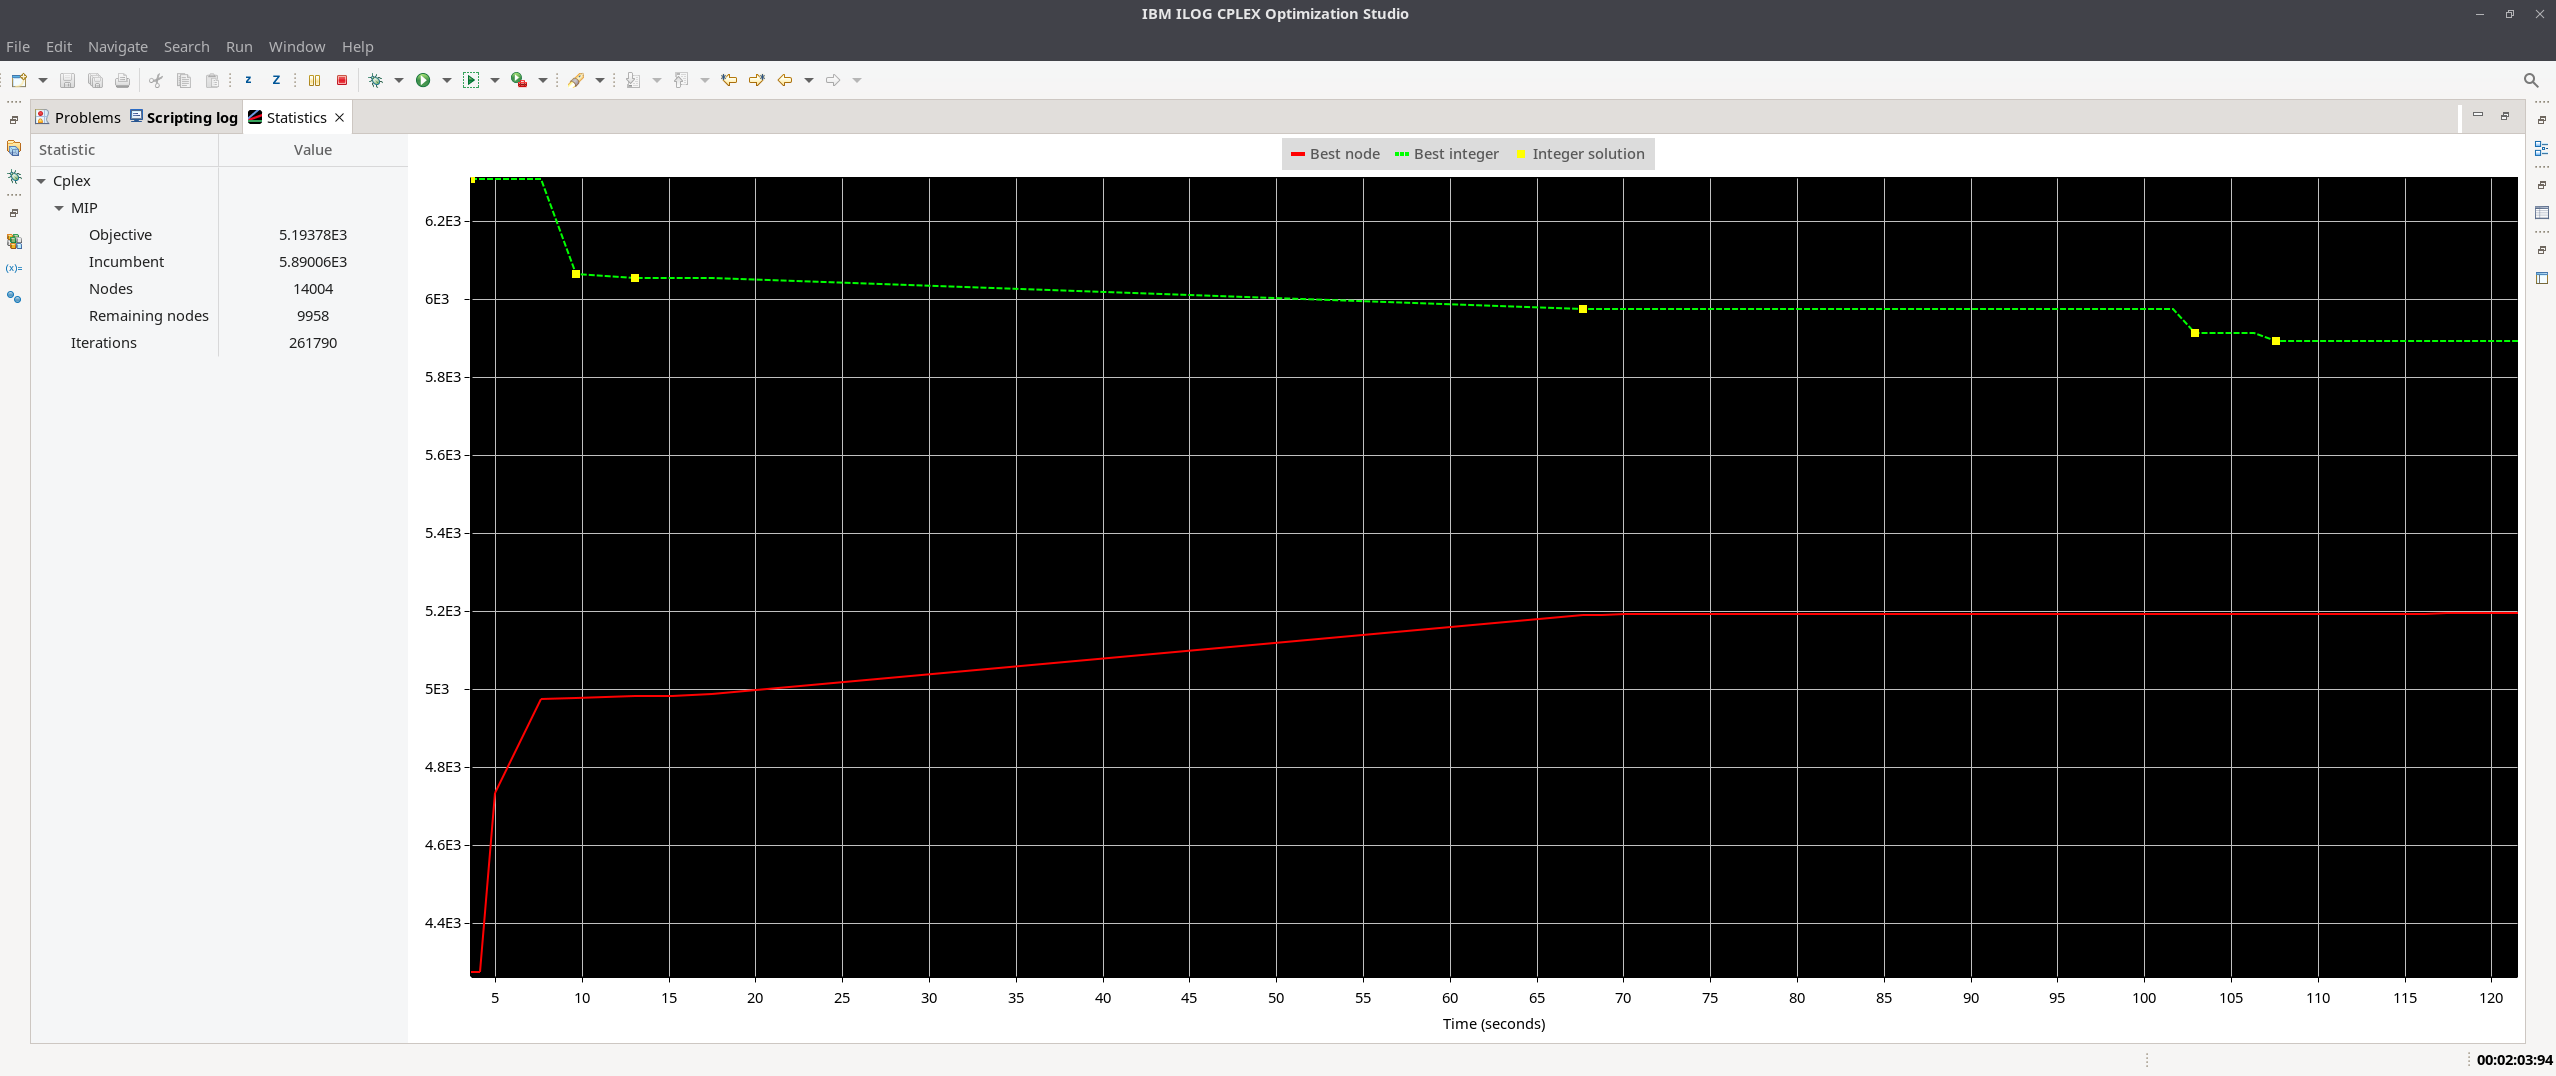 IBM ILOG CPLEX Optimization Studio
File Edit Navigate Search Run Window Help
Problems Scripting log Statistics
Statistic Value
Cplex
MIP
Objective 5.19378E3
Incumbent 5.89006E3
Nodes 14004
Remaining nodes 9958
Iterations 261790
Best node Best integer Integer solution
6.2E3
6E3
5.8E3
5.6E3
5.4E3
5.2E3
5E3
4.8E3
4.6E3
4.4E3
5 10 15 20 25 30 35 40 45 50 55 60 65 70 75 80 85 90 95 100 105 110 115 120
Time (seconds)
00:02:03:94